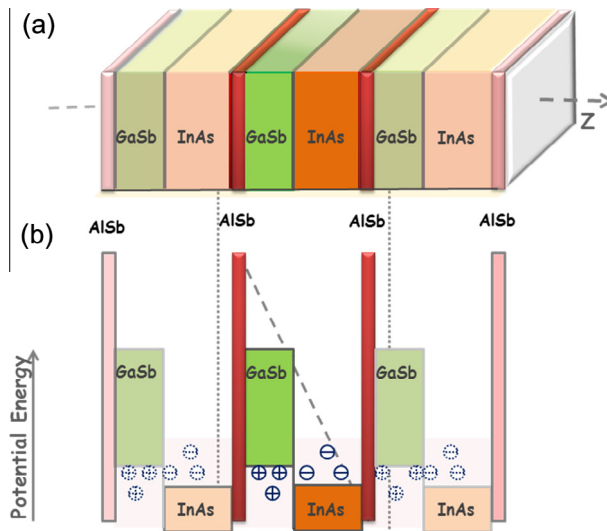 (a)
GaSb InAs GaSb InAs GaSb InAs
Z
AlSb AlSb AlSb AlSb
(b)
GaSb GaSb GaSb
Potential Energy
InAs InAs InAs